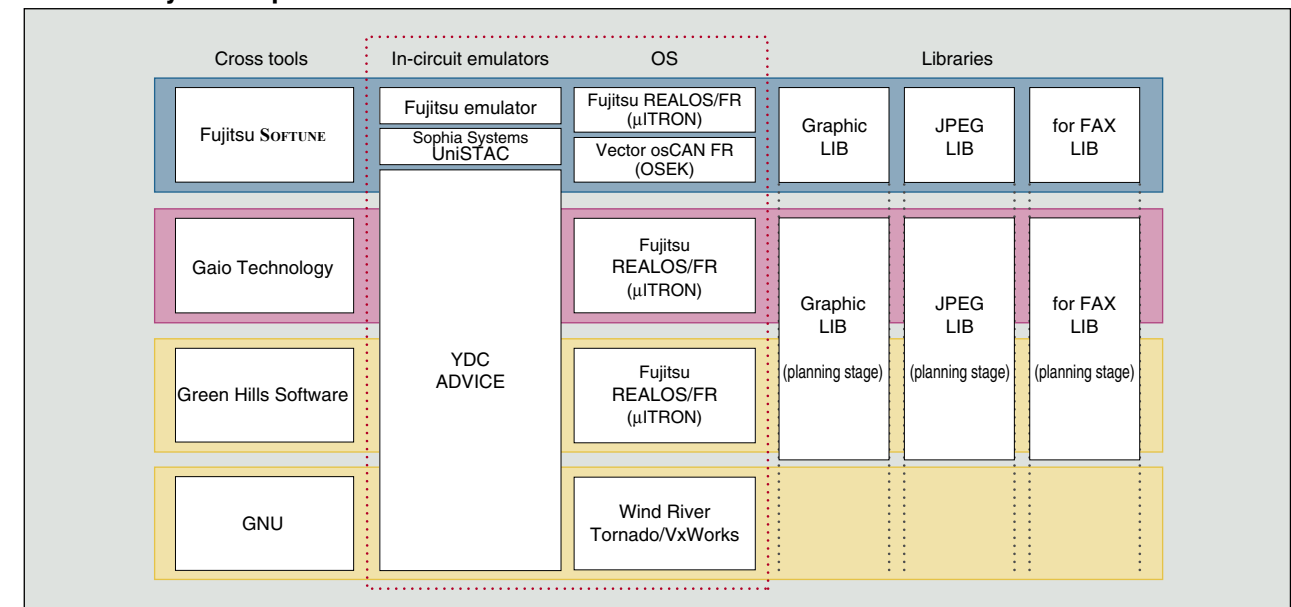 Cross tools
In-circuit emulators
OS
Libraries
Fujitsu SOFTUNE
Fujitsu emulator
Sophia Systems
UniSTAC
Fujitsu REALOS/FR
(µITRON)
Vector osCAN FR
(OSEK)
Graphic
LIB
JPEG
LIB
for FAX
LIB
Gaio Technology
Fujitsu
REALOS/FR
(µITRON)
Graphic
LIB
(planning stage)
JPEG
LIB
(planning stage)
for FAX
LIB
(planning stage)
YDC
ADVICE
Green Hills Software
Fujitsu
REALOS/FR
(µITRON)
GNU
Wind River
Tornado/VxWorks